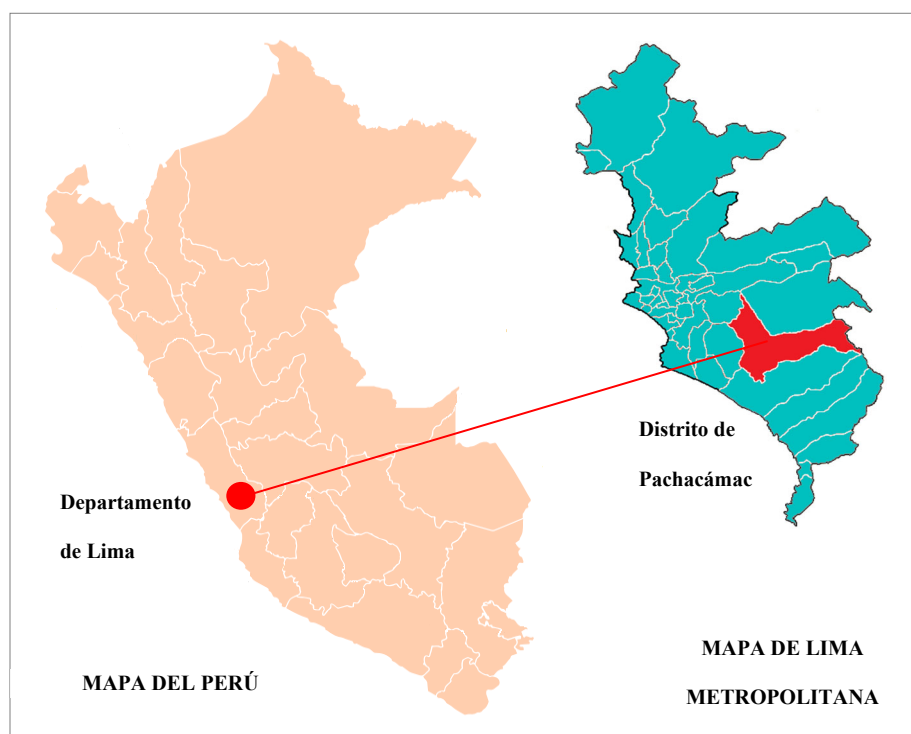 Distrito de
Pachacámac
Departamento
de Lima
MAPA DE LIMA
METROPOLITANA
MAPA DEL PERÚ